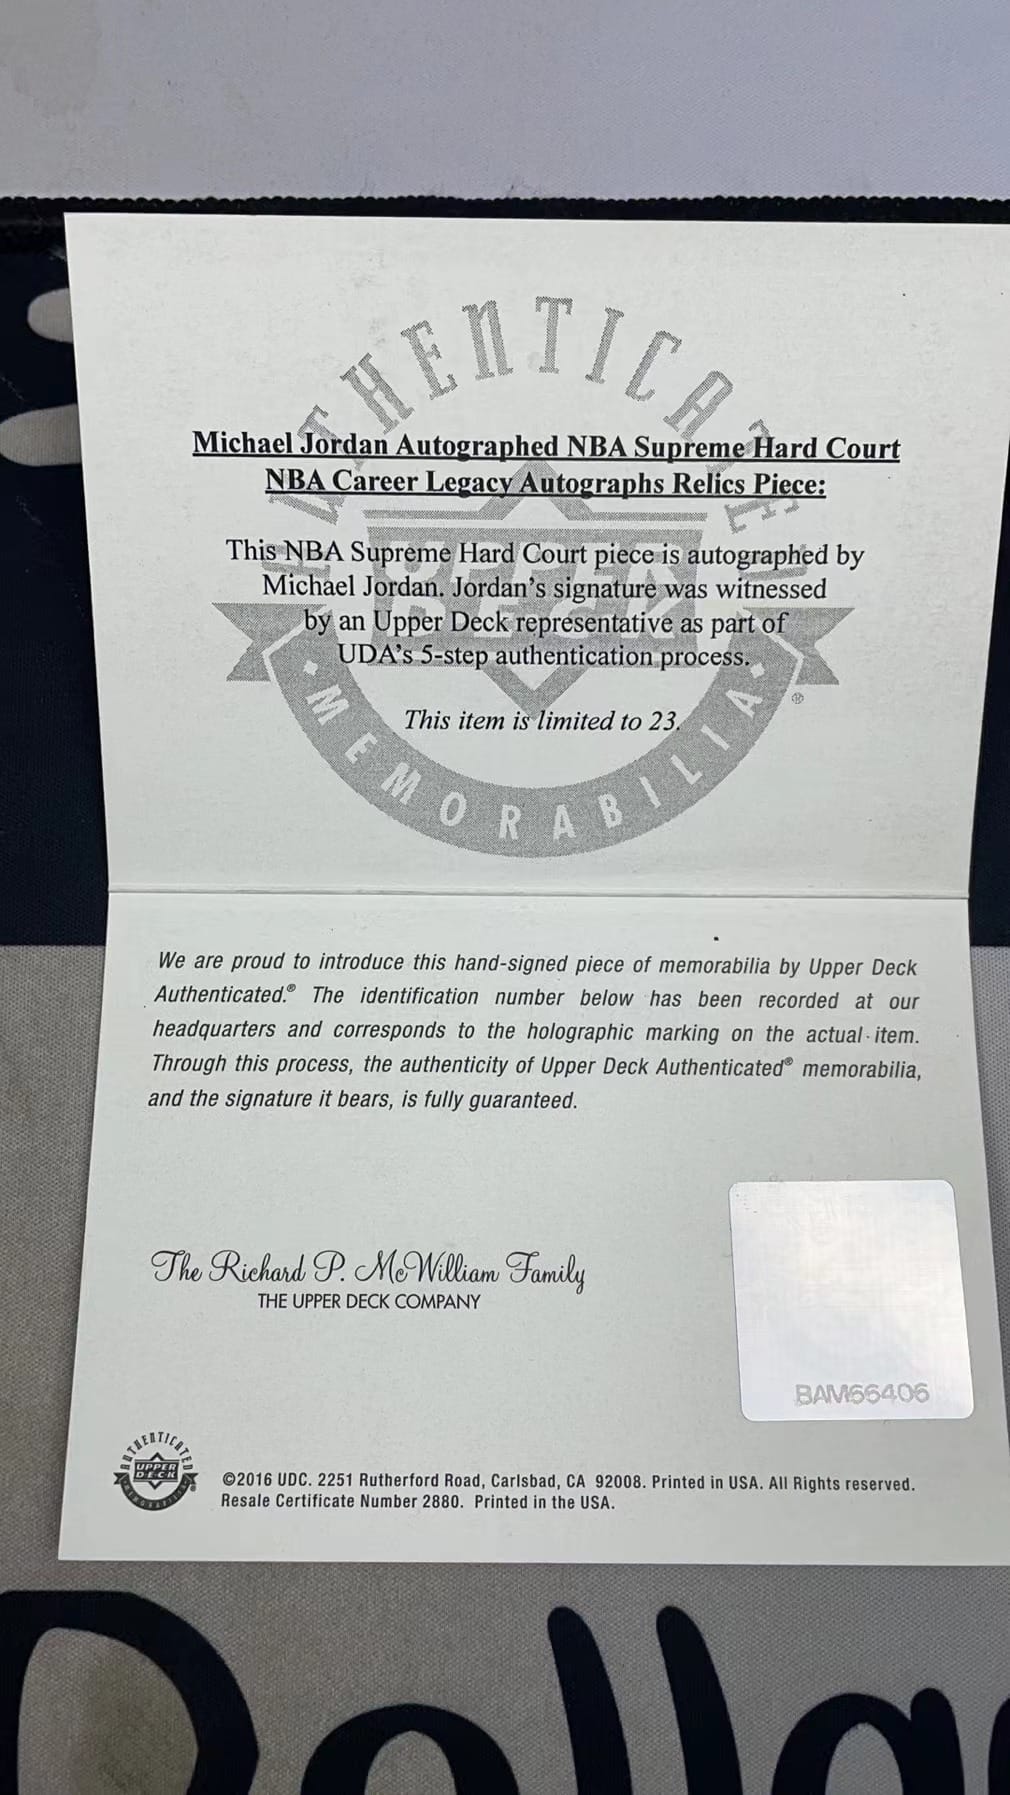 AUTHENTICATED
UPPER
DECK
MEMORABILIA
®
Michael Jordan Autographed NBA Supreme Hard Court
NBA Career Legacy Autographs Relics Piece:
This NBA Supreme Hard Court piece is autographed by
Michael Jordan. Jordan's signature was witnessed
by an Upper Deck representative as part of
UDA's 5-step authentication process.
This item is limited to 23.
We are proud to introduce this hand-signed piece of memorabilia by Upper Deck
Authenticated.® The identification number below has been recorded at our
headquarters and corresponds to the holographic marking on the actual item.
Through this process, the authenticity of Upper Deck Authenticated® memorabilia,
and the signature it bears, is fully guaranteed.
The Richard P. McWilliam Family
THE UPPER DECK COMPANY
BAM66406
AUTHENTICATED
UPPER
DECK
MEMORABILIA
©2016 UDC. 2251 Rutherford Road, Carlsbad, CA 92008. Printed in USA. All Rights reserved.
Resale Certificate Number 2880. Printed in the USA.